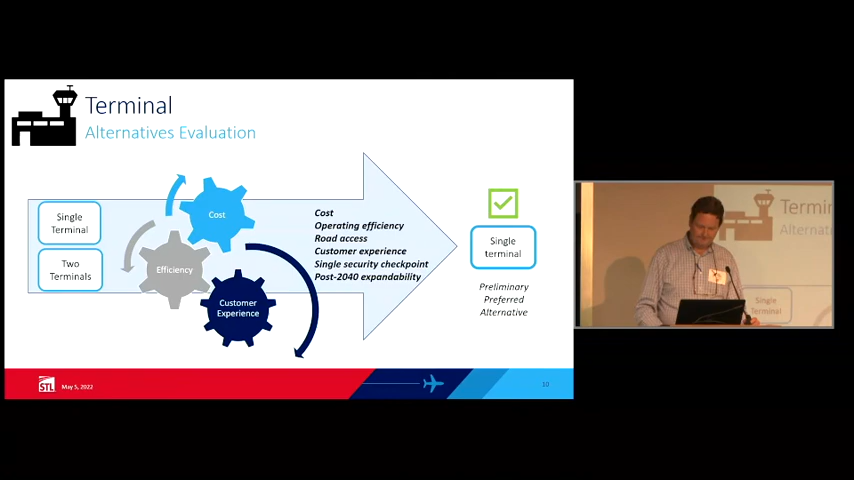 Terminal
Alternatives Evaluation
Single
Terminal
Two
Terminals
Cost
Efficiency
Customer
Experience
Cost
Operating efficiency
Road access
Customer experience
Single security checkpoint
Post-2040 expandability
Single
terminal
Preliminary
Preferred
Alternative
STL
May 5, 2022
10
Termin
Alternati
Single
Terminal